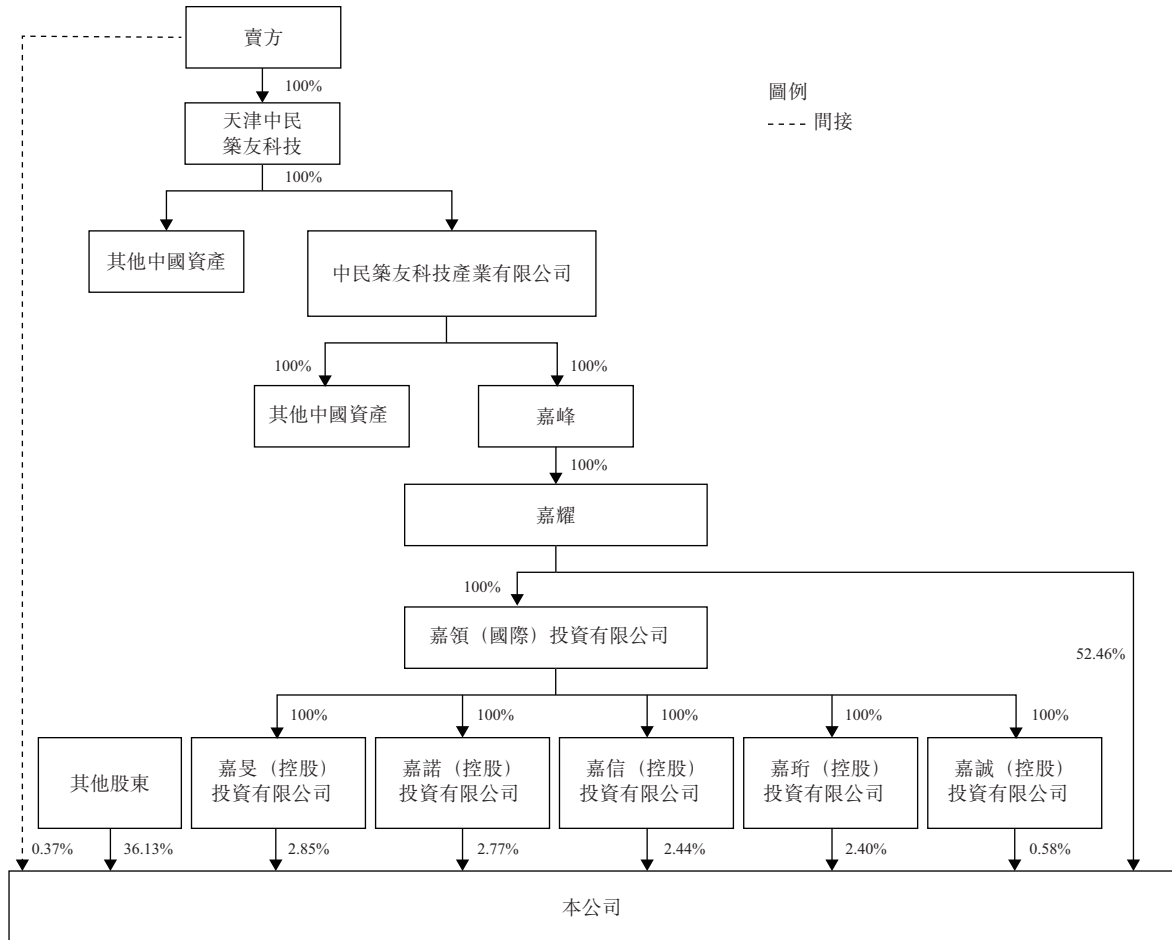 賣方
100%
圖例
---- 間接
天津中民
築友科技
100%
其他中國資產
中民築友科技產業有限公司
100%
100%
其他中國資產
嘉峰
100%
嘉耀
100%
嘉領（國際）投資有限公司
52.46%
100%
100%
100%
100%
100%
其他股東
嘉旻（控股）
投資有限公司
嘉諾（控股）
投資有限公司
嘉信（控股）
投資有限公司
嘉珩（控股）
投資有限公司
嘉誠（控股）
投資有限公司
0.37%
36.13%
2.85%
2.77%
2.44%
2.40%
0.58%
本公司